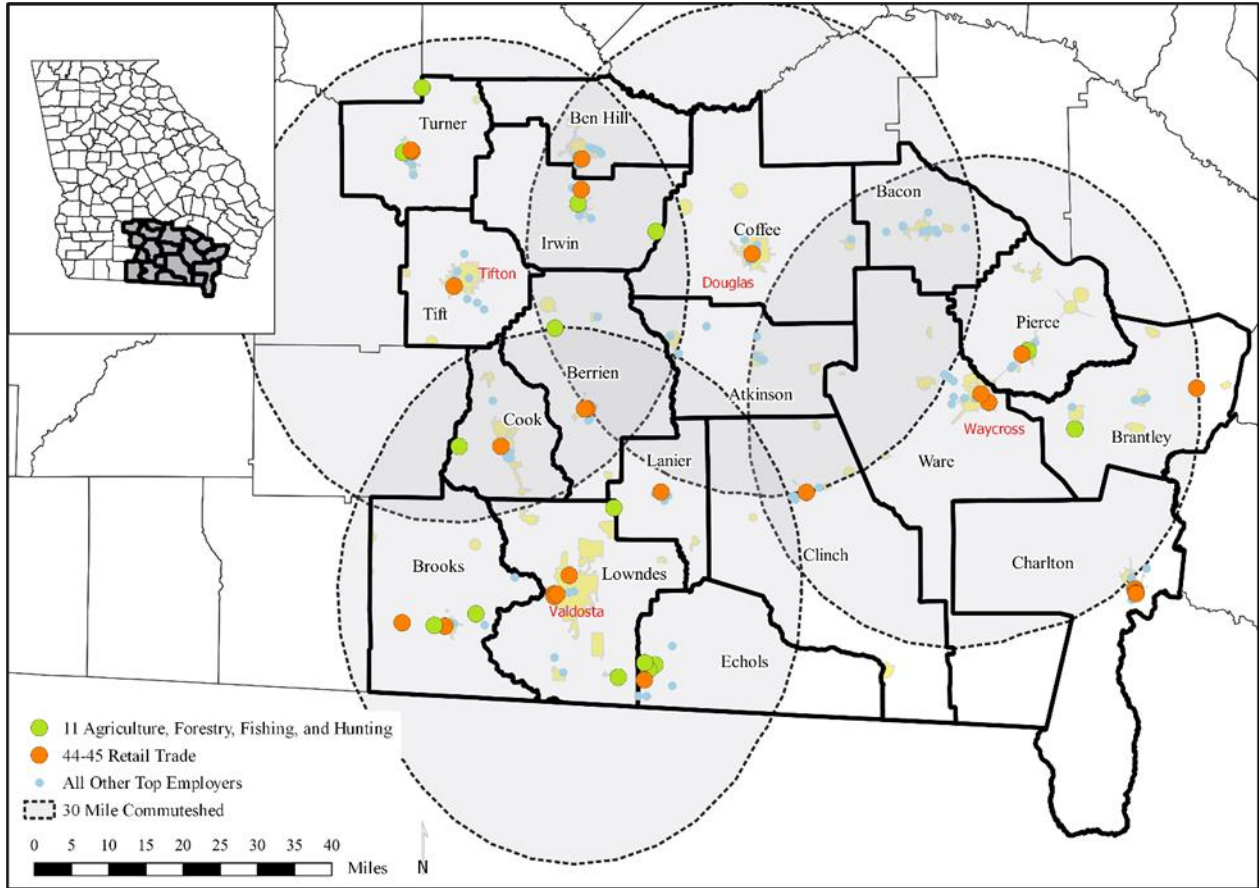 Turner
Ben Hill
Bacon
Coffee
Irwin
Tifton
Douglas
Tift
Pierce
Berrien
Atkinson
Cook
Waycross
Brantley
Lanier
Ware
Clinch
Brooks
Lowndes
Charlton
Valdosta
Echols
11 Agriculture, Forestry, Fishing, and Hunting
44-45 Retail Trade
All Other Top Employers
30 Mile Commuteshed
0 5 10 15 20 25 30 35 40
Miles
N